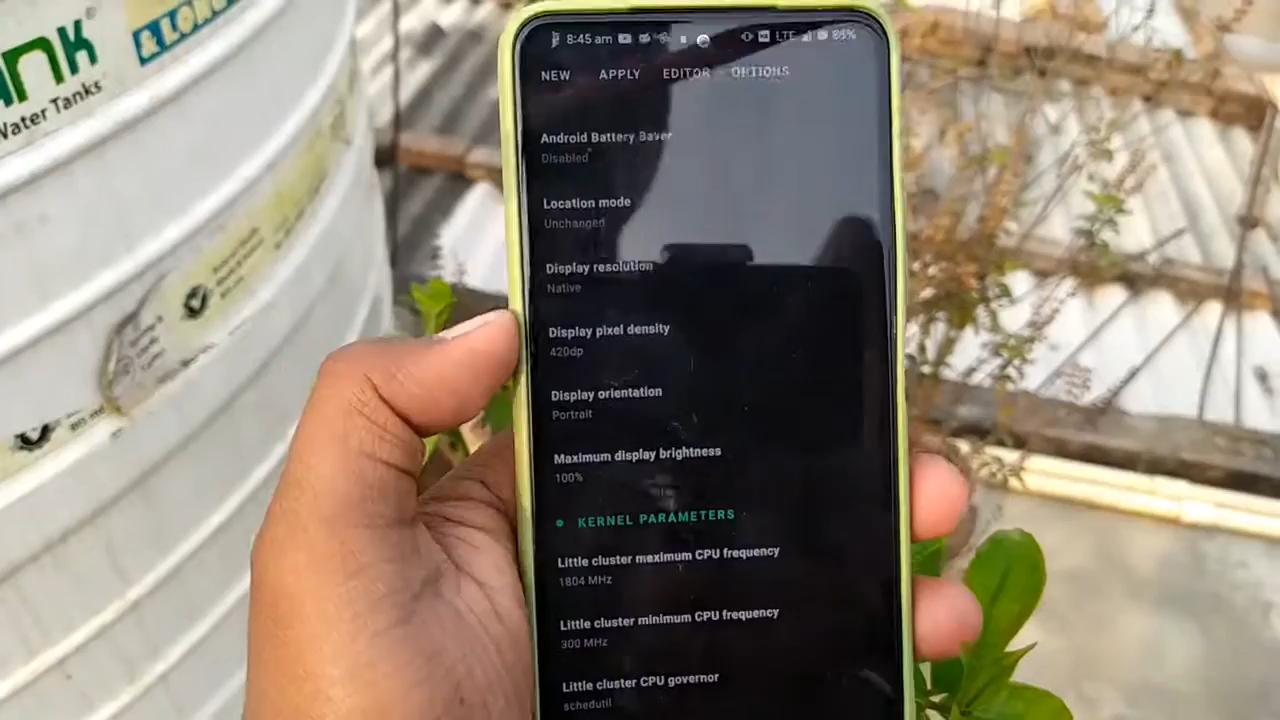 & LONG
Water Tanks
8:45 am
LTE
86%
NEW APPLY EDITOR OPTIONS
Android Battery Saver
Disabled
Location mode
Unchanged
Display resolution
Native
Display pixel density
420dp
Display orientation
Portrait
Maximum display brightness
100%
KERNEL PARAMETERS
Little cluster maximum CPU frequency
1804 MHz
Little cluster minimum CPU frequency
300 MHz
Little cluster CPU governor
schedutil